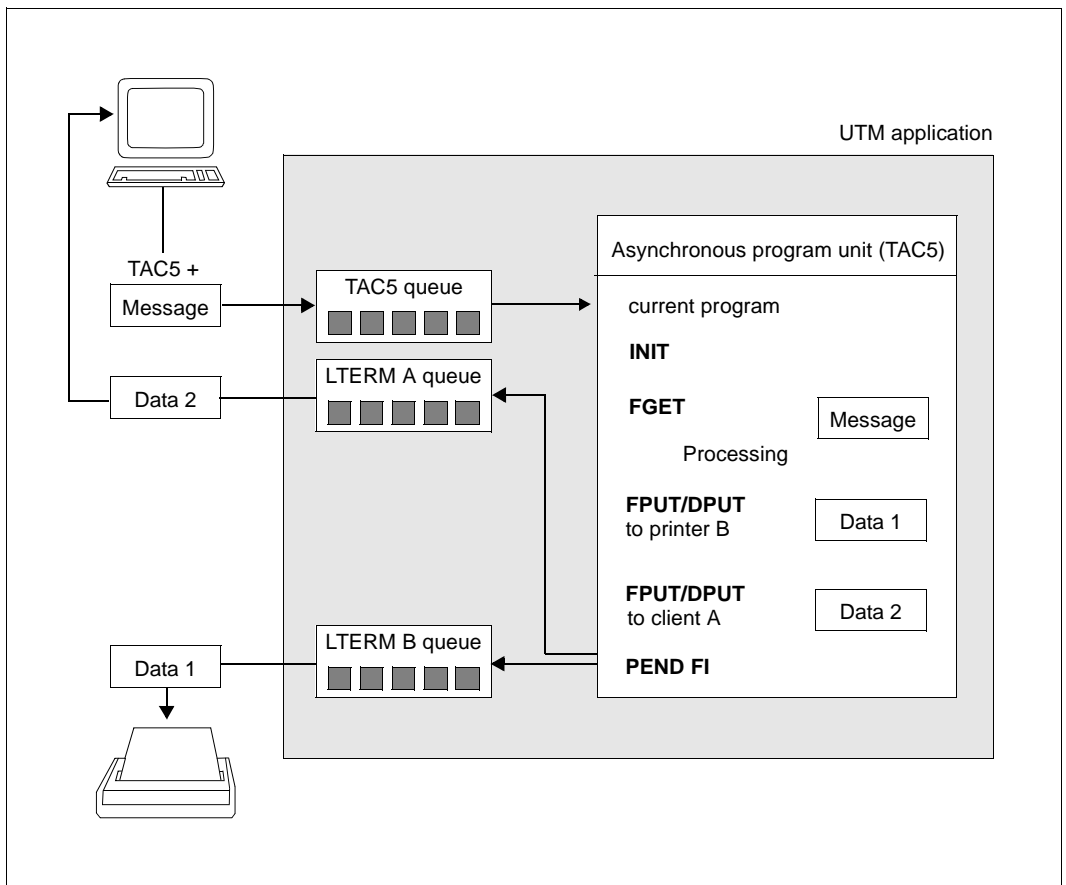 UTM application
TAC5 +
Message
TAC5 queue
LTERM A queue
Data 2
Asynchronous program unit (TAC5)
current program
INIT
FGET
Message
Processing
FPUT/DPUT
to printer B
Data 1
FPUT/DPUT
to client A
Data 2
PEND FI
LTERM B queue
Data 1